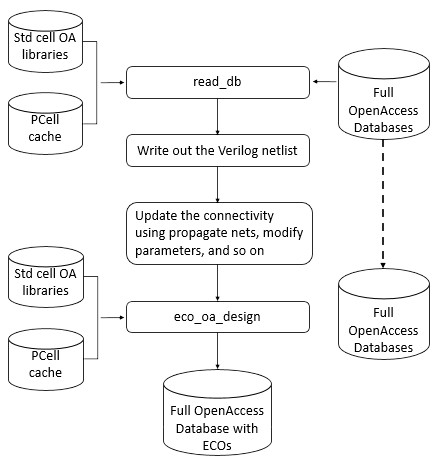 Std cell OA
libraries
PCell
cache
read_db
Full
OpenAccess
Databases
Write out the Verilog netlist
Update the connectivity
using propagate nets, modify
parameters, and so on
Std cell OA
libraries
PCell
cache
eco_oa_design
Full
OpenAccess
Databases
Full OpenAccess
Database with
ECOs